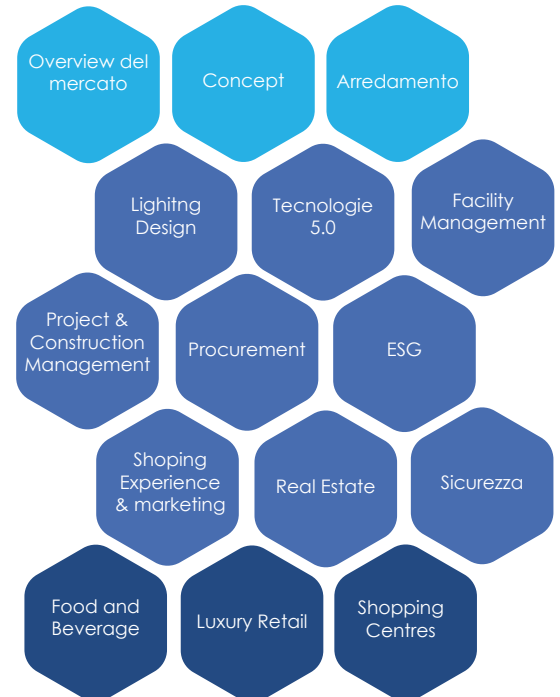 Overview del
mercato
Concept
Arredamento
Lighitng
Design
Tecnologie
5.0
Facility
Management
Project &
Construction
Management
Procurement
ESG
Shoping
Experience
& marketing
Real Estate
Sicurezza
Food and
Beverage
Luxury Retail
Shopping
Centres